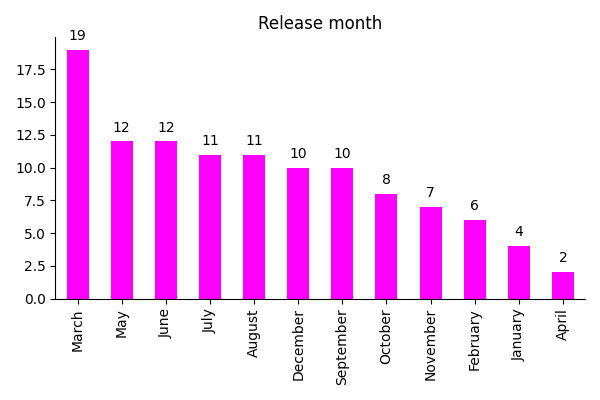 Release month
19
12
12
11
11
10
10
8
7
6
4
2
17.5
15.0
12.5
10.0
7.5
5.0
2.5
0.0
March
May
June
July
August
December
September
October
November
February
January
April